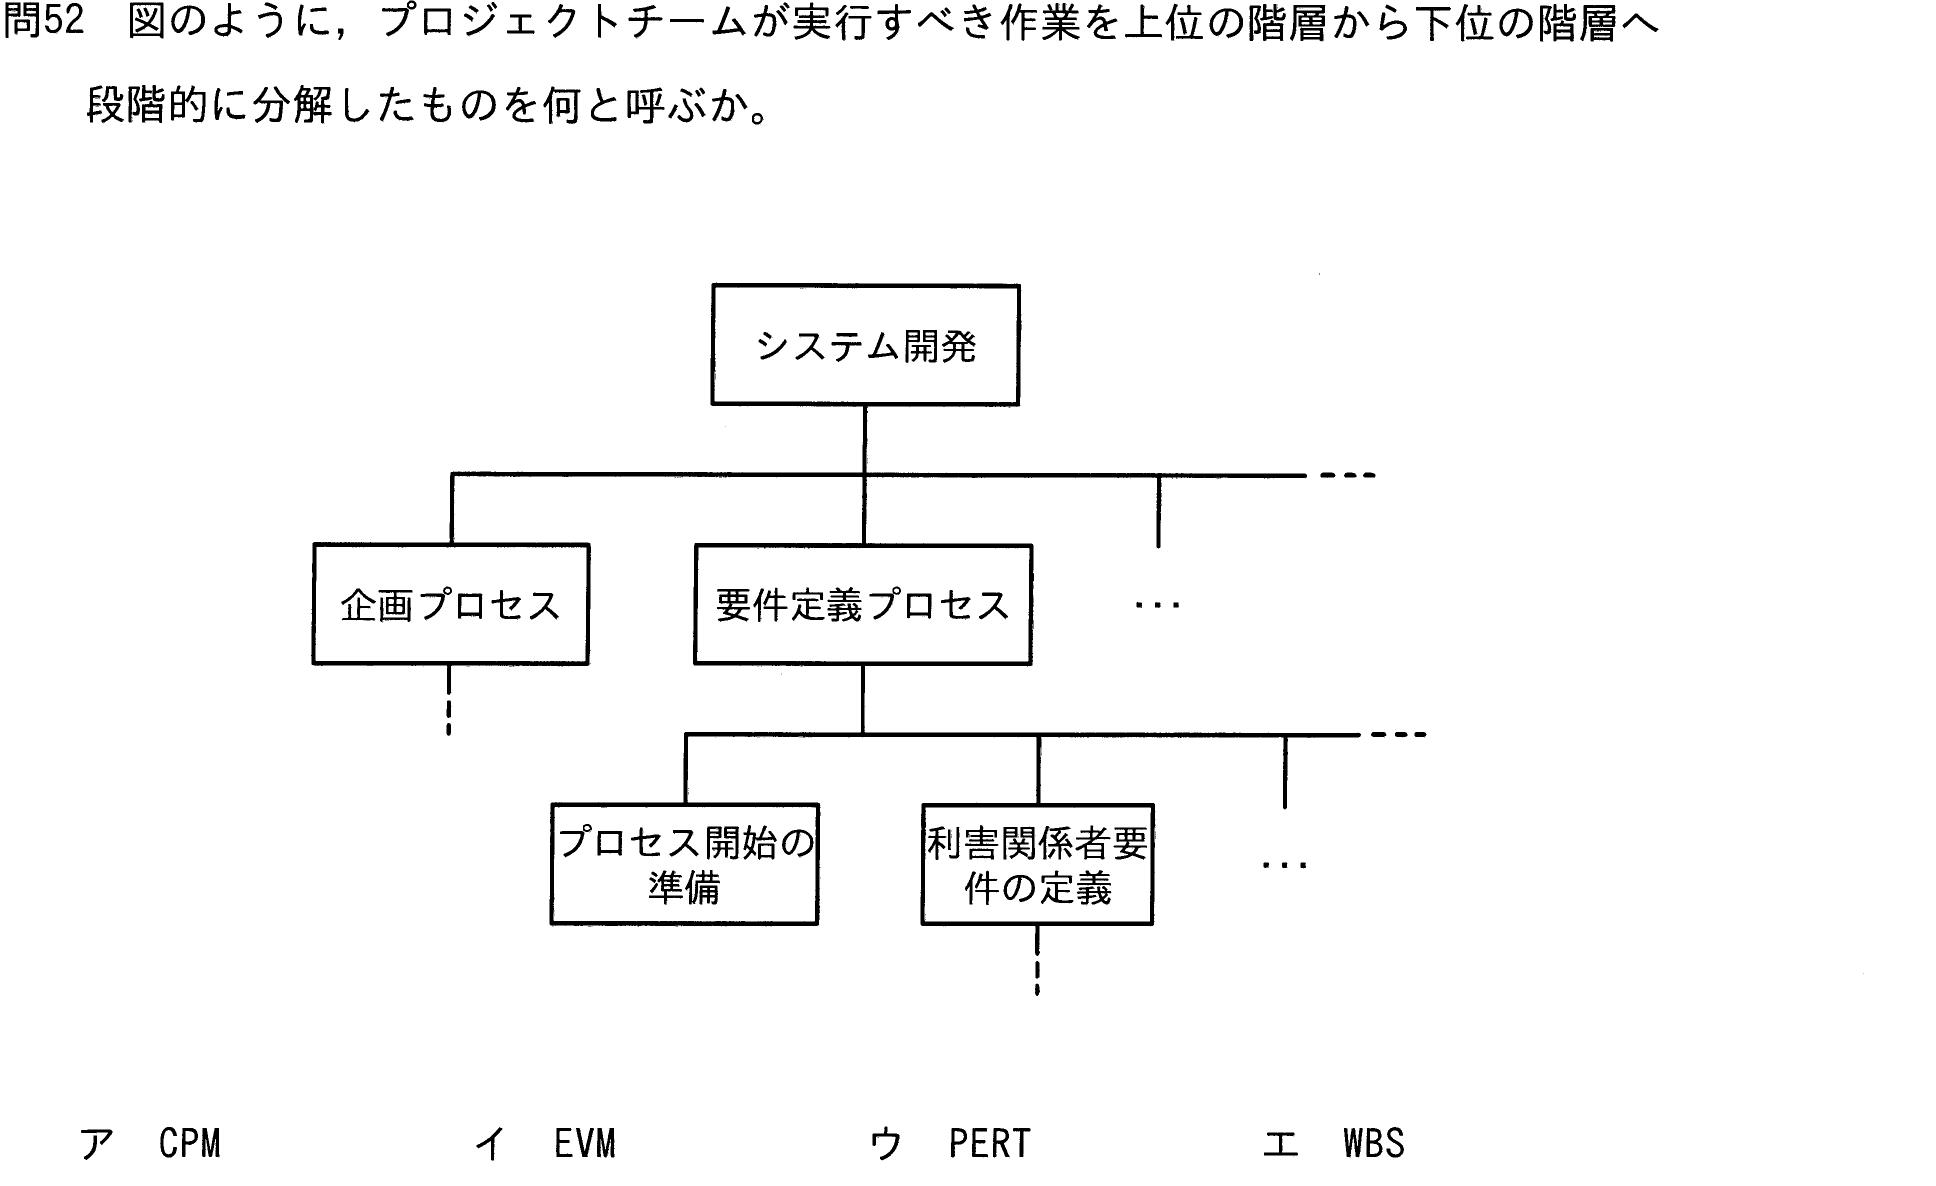 問52　図のように，プロジェクトチームが実行すべき作業を上位の階層から下位の階層へ
段階的に分解したものを何と呼ぶか。
システム開発
企画プロセス
要件定義プロセス
...
プロセス開始の
準備
利害関係者要
件の定義
...
ア　CPM　イ　EVM　ウ　PERT　エ　WBS